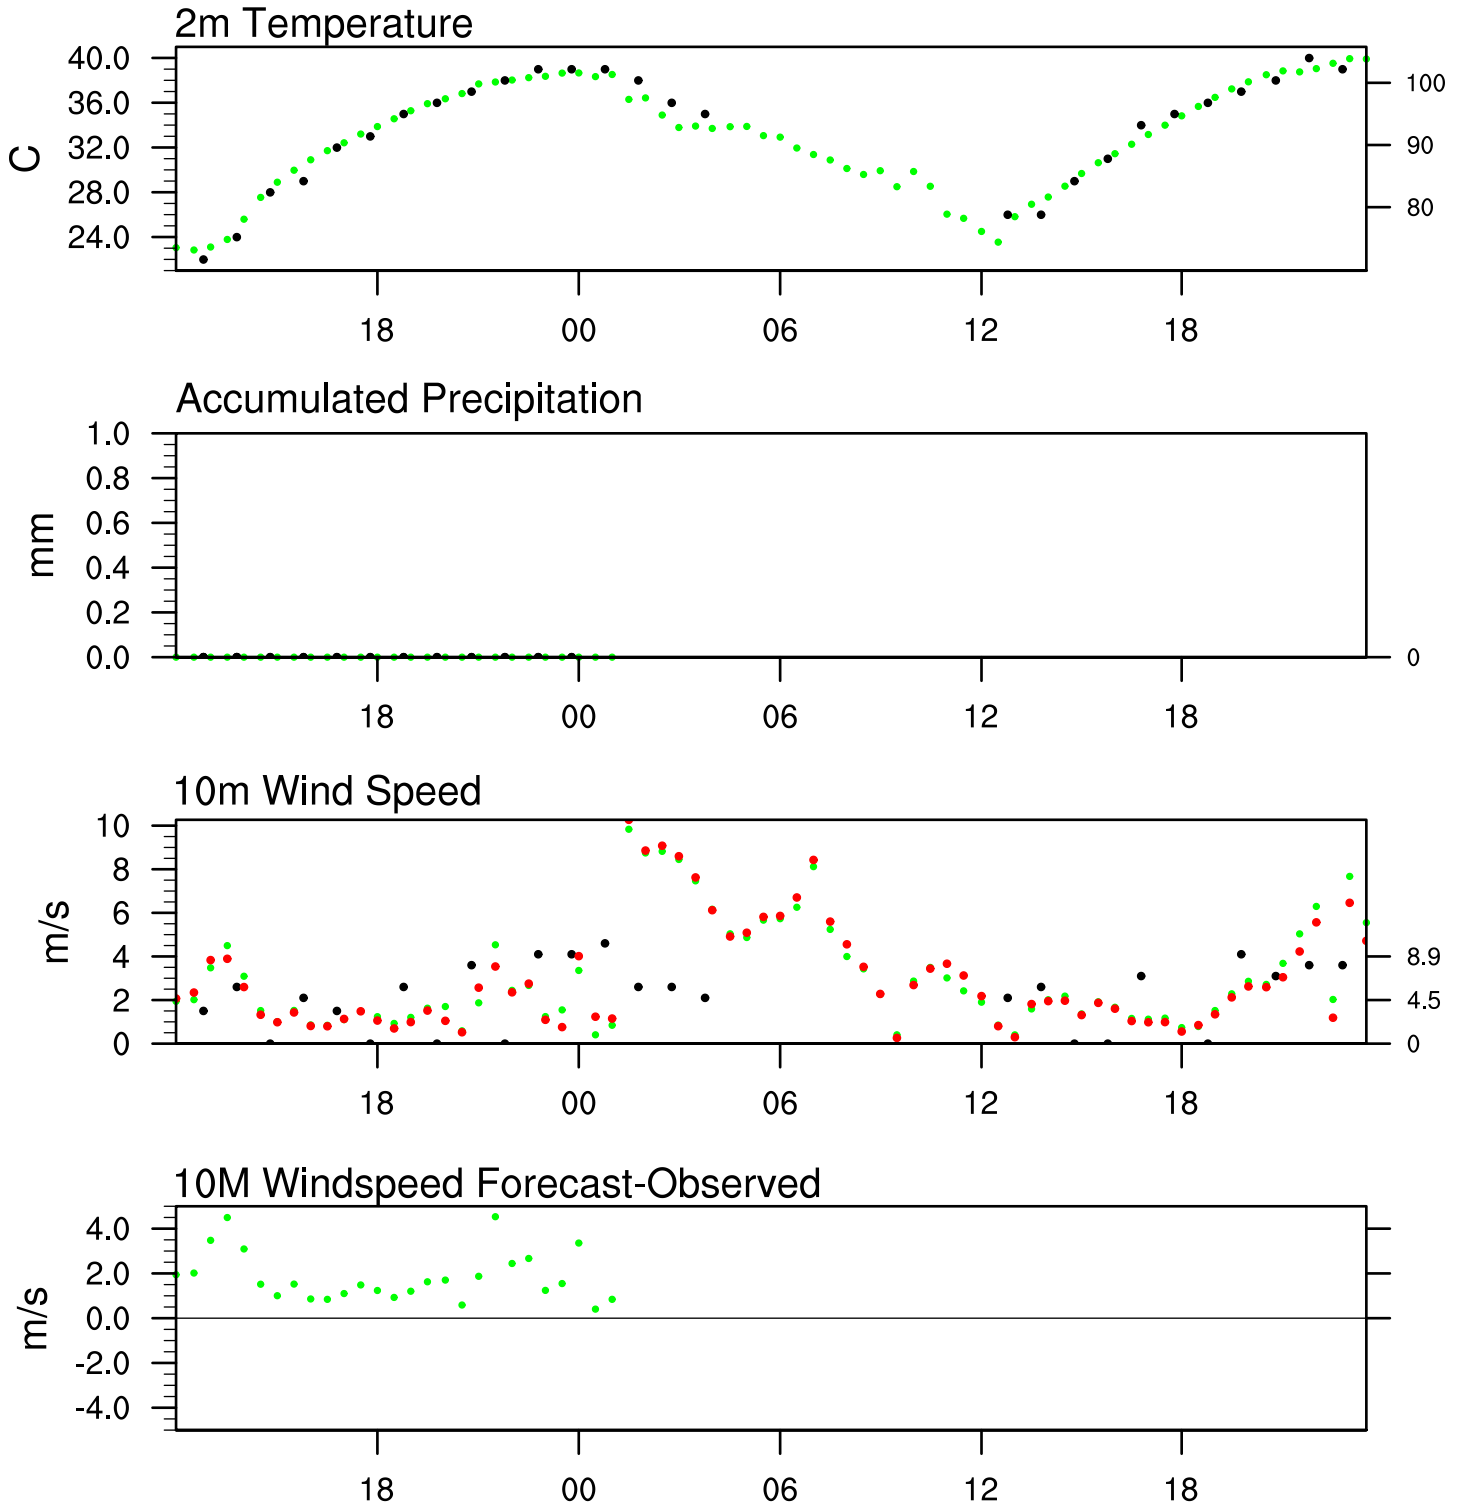 2m Temperature
40.0
36.0
32.0
28.0
24.0
C
100
90
80
18 00 06 12 18
Accumulated Precipitation
1.0
0.8
0.6
0.4
0.2
0.0
mm
0
18 00 06 12 18
10m Wind Speed
10
8
6
4
2
0
m/s
8.9
4.5
0
18 00 06 12 18
10M Windspeed Forecast-Observed
4.0
2.0
0.0
-2.0
-4.0
m/s
18 00 06 12 18